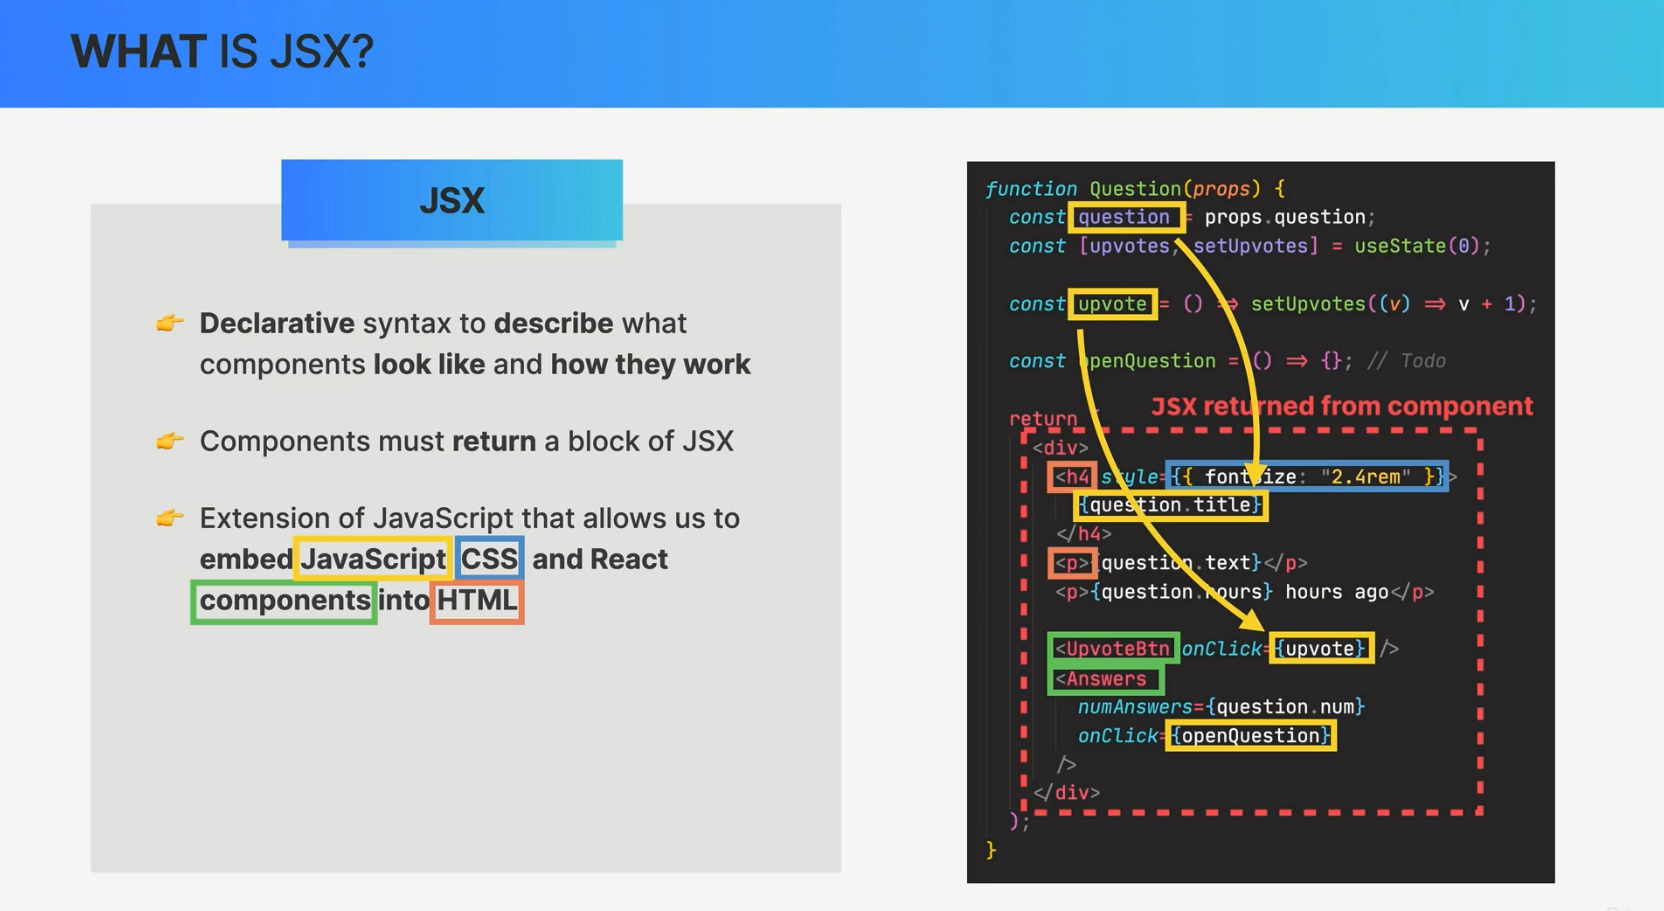 WHAT IS JSX?
JSX
👉 Declarative syntax to describe what
components look like and how they work
👉 Components must return a block of JSX
👉 Extension of JavaScript that allows us to
embed JavaScript CSS and React
components into HTML
function Question(props) {
const question = props.question;
const [upvotes, setUpvotes] = useState(0);
const upvote = () => setUpvotes((v) => v + 1);
const openQuestion = () => {}; // Todo
JSX returned from component
return (
<div>
<h4 style={{ fontsize: "2.4rem" }}>
{question.title}
</h4>
<p>{question.text}</p>
<p>{question.hours} hours ago</p>
<UpvoteBtn onClick={upvote} />
<Answers
numAnswers={question.num}
onClick={openQuestion}
/>
</div>
);
}